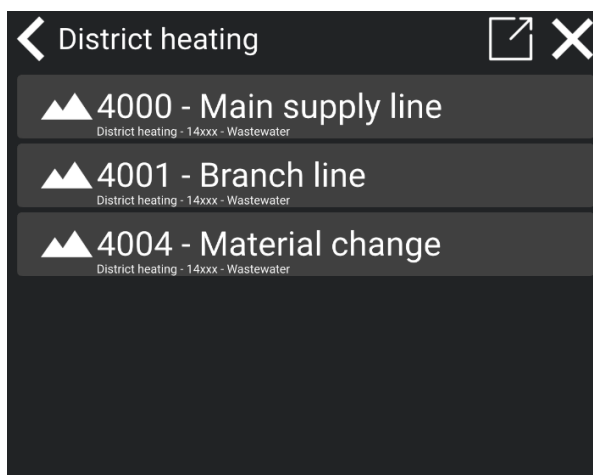 District heating
4000 - Main supply line
District heating - 14xxx - Wastewater
4001 - Branch line
District heating - 14xxx - Wastewater
4004 - Material change
District heating - 14xxx - Wastewater